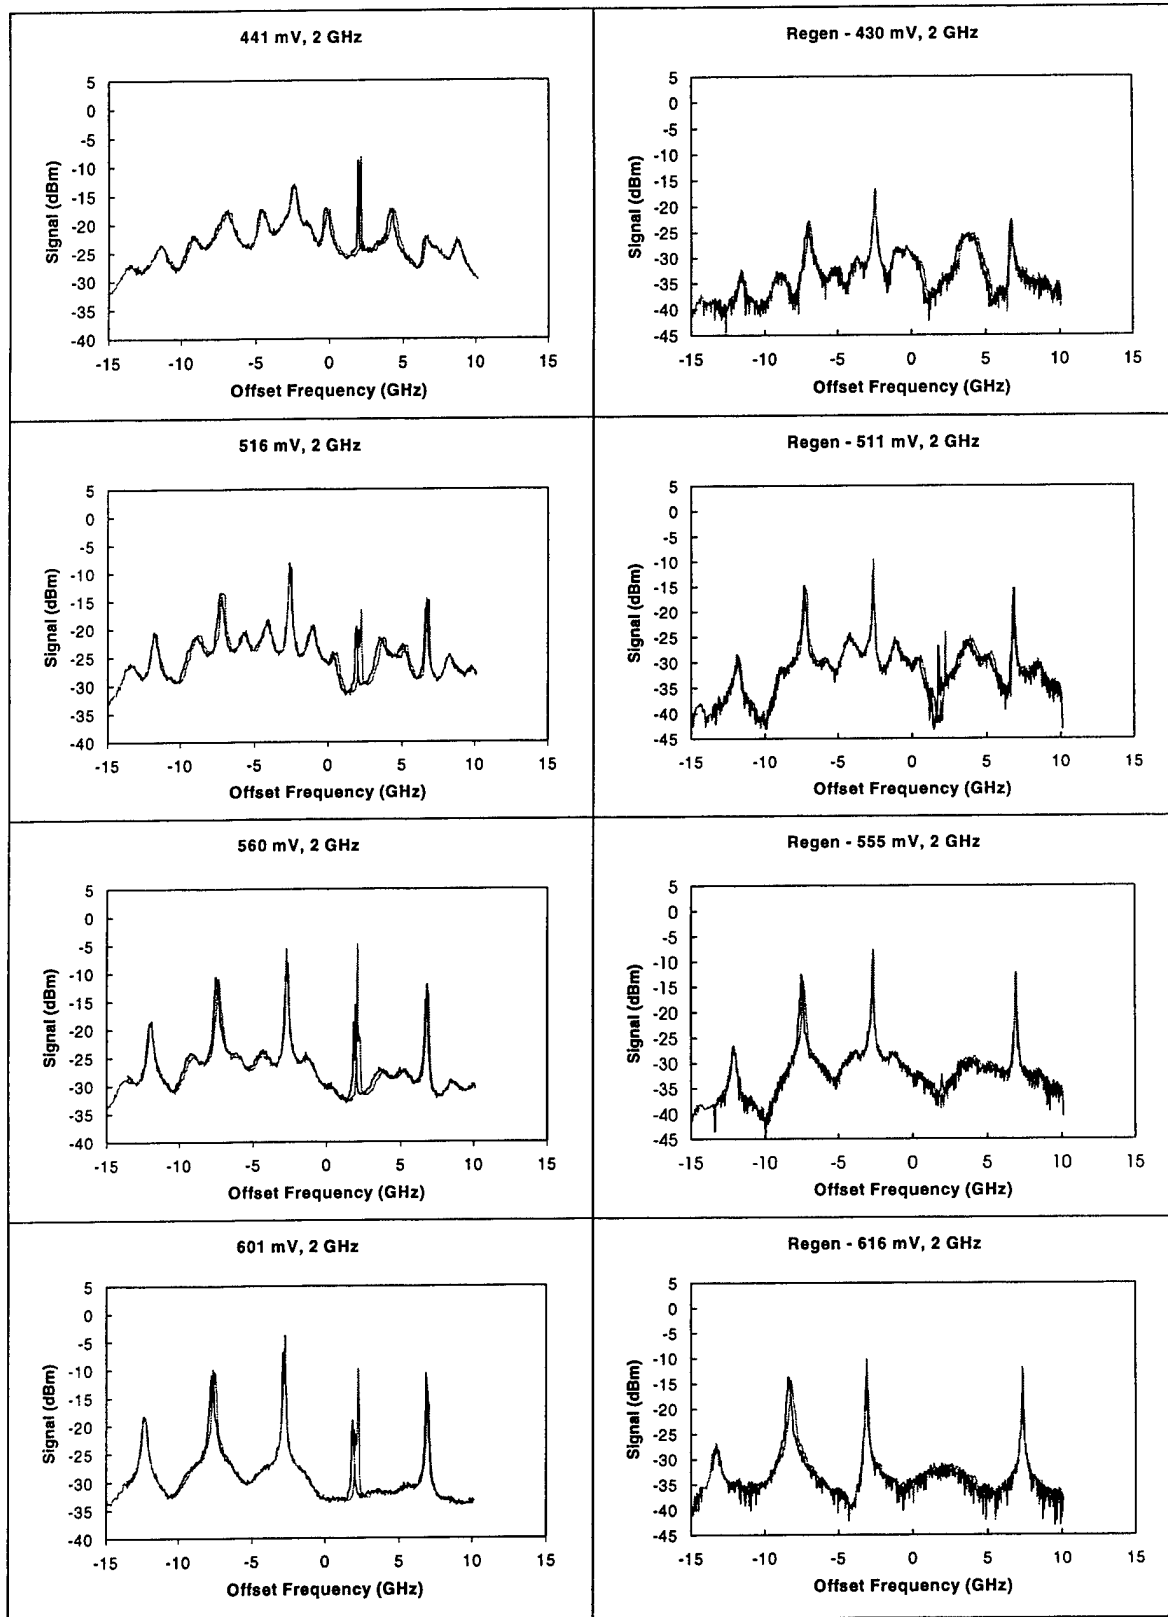 441 mV, 2 GHz
5
0
-5
-10
-15
-20
-25
-30
-35
-40
Signal (dBm)
-15 -10 -5 0 5 10 15
Offset Frequency (GHz)
Regen - 430 mV, 2 GHz
5
0
-5
-10
-15
-20
-25
-30
-35
-40
-45
Signal (dBm)
-15 -10 -5 0 5 10 15
Offset Frequency (GHz)
516 mV, 2 GHz
5
0
-5
-10
-15
-20
-25
-30
-35
-40
Signal (dBm)
-15 -10 -5 0 5 10 15
Offset Frequency (GHz)
Regen - 511 mV, 2 GHz
5
0
-5
-10
-15
-20
-25
-30
-35
-40
-45
Signal (dBm)
-15 -10 -5 0 5 10 15
Offset Frequency (GHz)
560 mV, 2 GHz
5
0
-5
-10
-15
-20
-25
-30
-35
-40
Signal (dBm)
-15 -10 -5 0 5 10 15
Offset Frequency (GHz)
Regen - 555 mV, 2 GHz
5
0
-5
-10
-15
-20
-25
-30
-35
-40
-45
Signal (dBm)
-15 -10 -5 0 5 10 15
Offset Frequency (GHz)
601 mV, 2 GHz
5
0
-5
-10
-15
-20
-25
-30
-35
-40
Signal (dBm)
-15 -10 -5 0 5 10 15
Offset Frequency (GHz)
Regen - 616 mV, 2 GHz
5
0
-5
-10
-15
-20
-25
-30
-35
-40
-45
Signal (dBm)
-15 -10 -5 0 5 10 15
Offset Frequency (GHz)